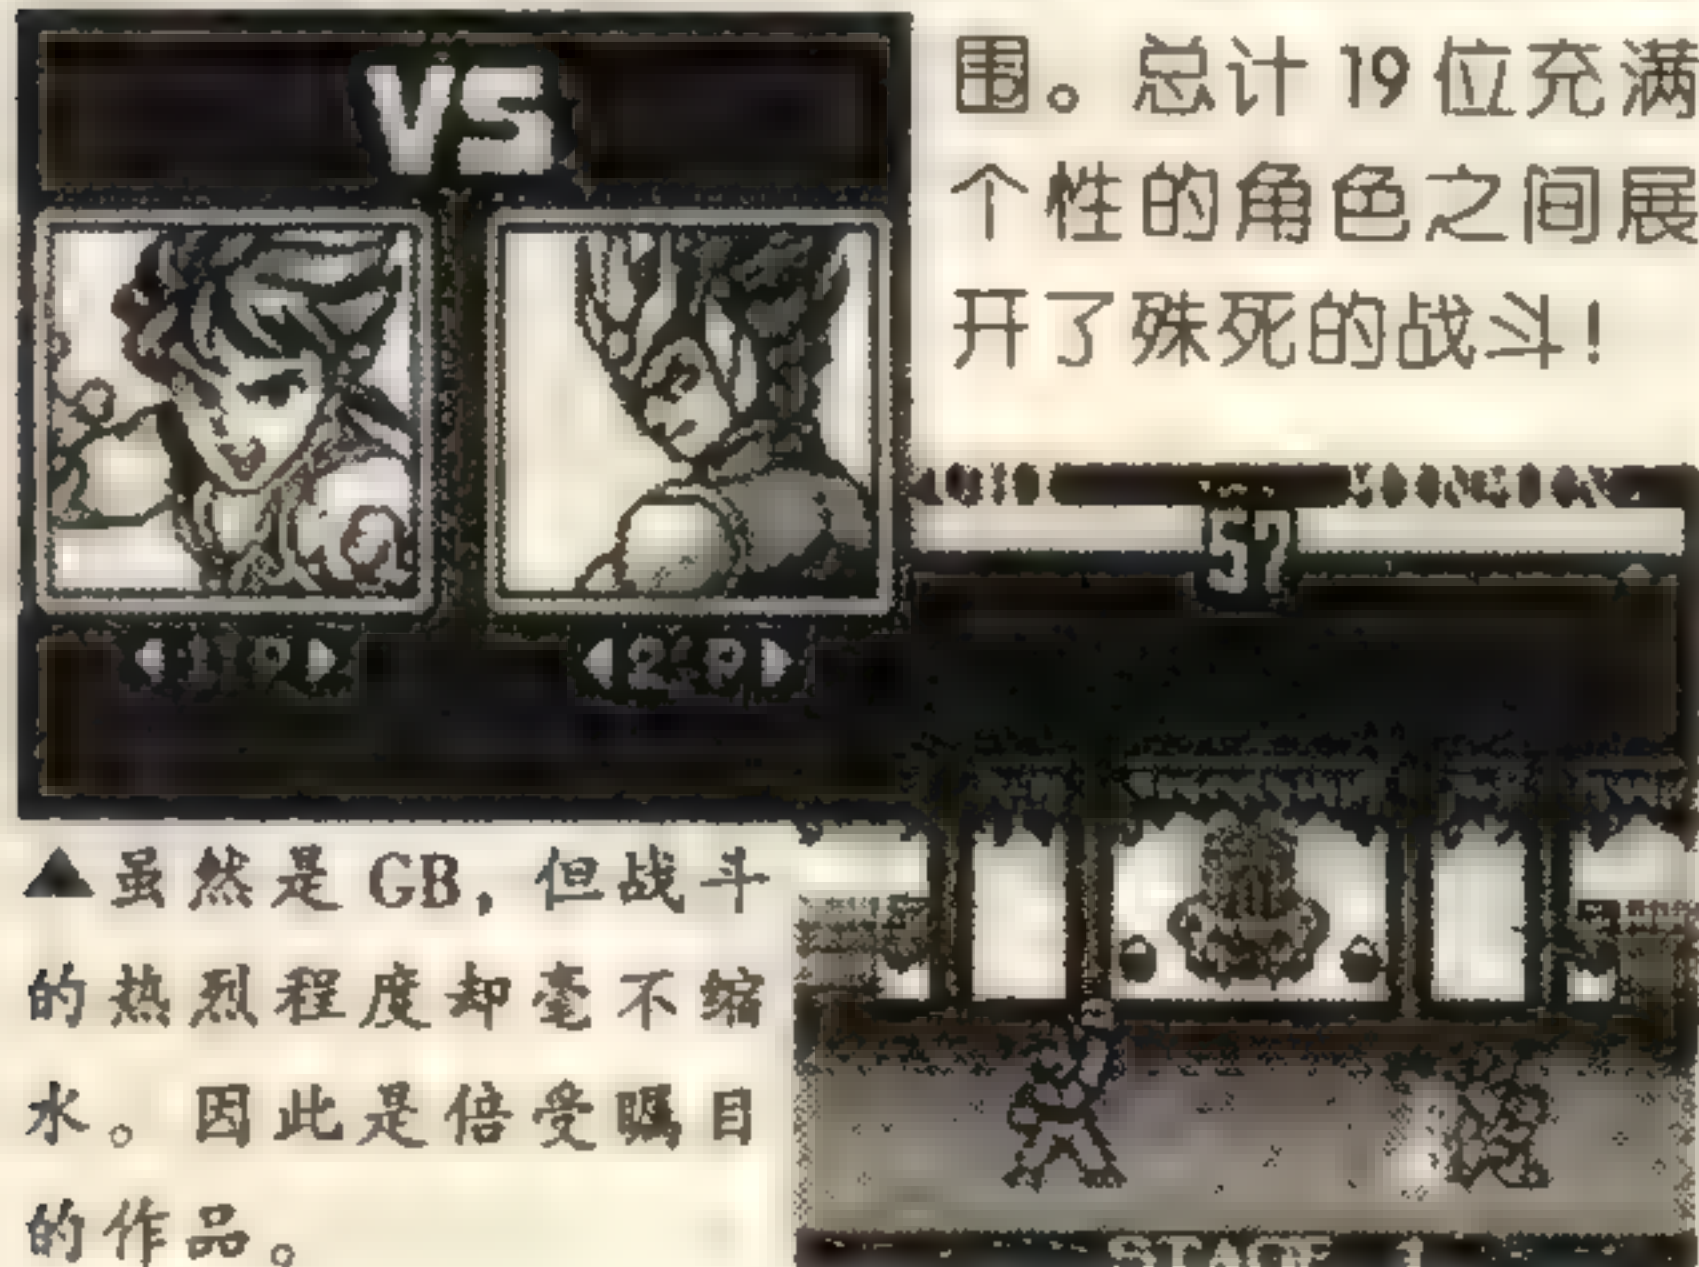 VS
围。总计19位充满
个性的角色之间展
开了殊死的战斗！
57
2 P
▲虽然是GB，但战斗
的热烈程度却毫不缩
水。因此是倍受瞩目
的作品。
STAGE 1